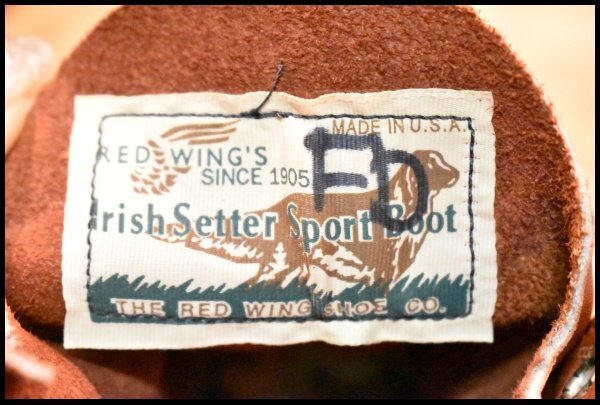 MADE IN U.S.A.
RED WING'S
SINCE 1905
FD
Irish Setter Sport Boot
THE RED WING SHOE CO.